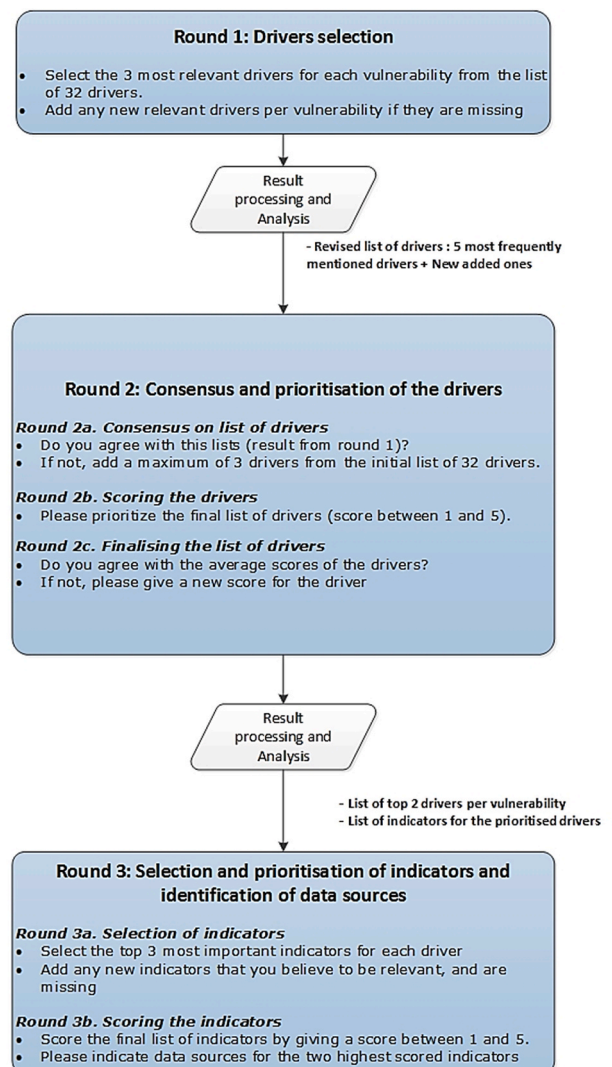 Round 1: Drivers selection
• Select the 3 most relevant drivers for each vulnerability from the list
of 32 drivers.
• Add any new relevant drivers per vulnerability if they are missing
Result
processing and
Analysis
- Revised list of drivers : 5 most frequently
mentioned drivers + New added ones
Round 2: Consensus and prioritisation of the drivers
Round 2a. Consensus on list of drivers
• Do you agree with this lists (result from round 1)?
• If not, add a maximum of 3 drivers from the initial list of 32 drivers.
Round 2b. Scoring the drivers
• Please prioritize the final list of drivers (score between 1 and 5).
Round 2c. Finalising the list of drivers
• Do you agree with the average scores of the drivers?
• If not, please give a new score for the driver
Result
processing and
Analysis
- List of top 2 drivers per vulnerability
- List of indicators for the prioritised drivers
Round 3: Selection and prioritisation of indicators and
identification of data sources
Round 3a. Selection of indicators
• Select the top 3 most important indicators for each driver
• Add any new indicators that you believe to be relevant, and are
missing
Round 3b. Scoring the indicators
• Score the final list of indicators by giving a score between 1 and 5.
• Please indicate data sources for the two highest scored indicators